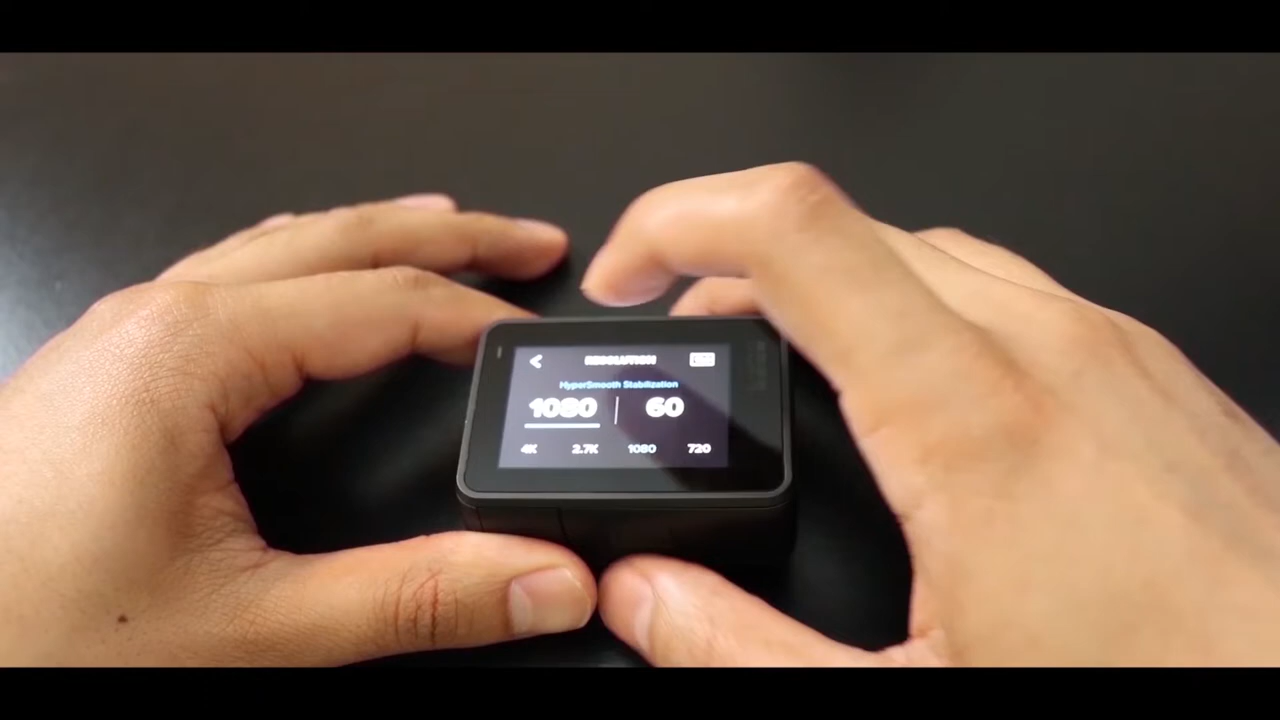 < RESOLUTION
HyperSmooth Stabilization
1080 | 60
4K 2.7K 1080 720